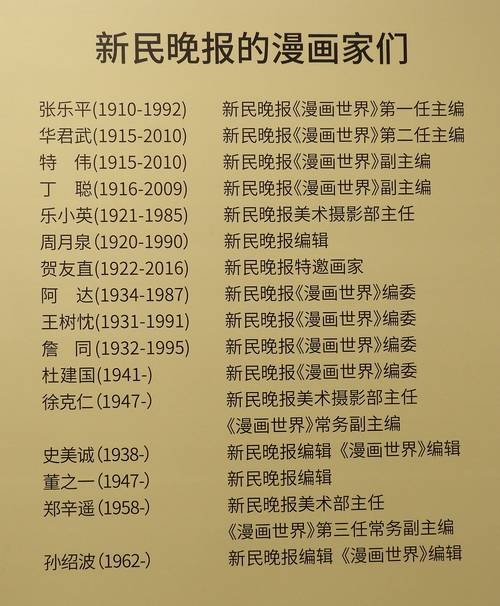 新民晚报的漫画家们
张乐平(1910-1992) 新民晚报《漫画世界》第一任主编
华君武(1915-2010) 新民晚报《漫画世界》第二任主编
特 伟(1915-2010) 新民晚报《漫画世界》副主编
丁 聪(1916-2009) 新民晚报《漫画世界》副主编
乐小英(1921-1985) 新民晚报美术摄影部主任
周月泉(1920-1990) 新民晚报编辑
贺友直(1922-2016) 新民晚报特邀画家
阿 达(1934-1987) 新民晚报《漫画世界》编委
王树忱(1931-1991) 新民晚报《漫画世界》编委
詹 同(1932-1995) 新民晚报《漫画世界》编委
杜建国(1941-) 新民晚报《漫画世界》编委
徐克仁(1947-) 新民晚报美术摄影部主任
《漫画世界》常务副主编
史美诚(1938-) 新民晚报编辑《漫画世界》编辑
董之一(1947-) 新民晚报编辑
郑辛遥(1958-) 新民晚报美术部主任
《漫画世界》第三任常务副主编
孙绍波(1962-) 新民晚报编辑《漫画世界》编辑